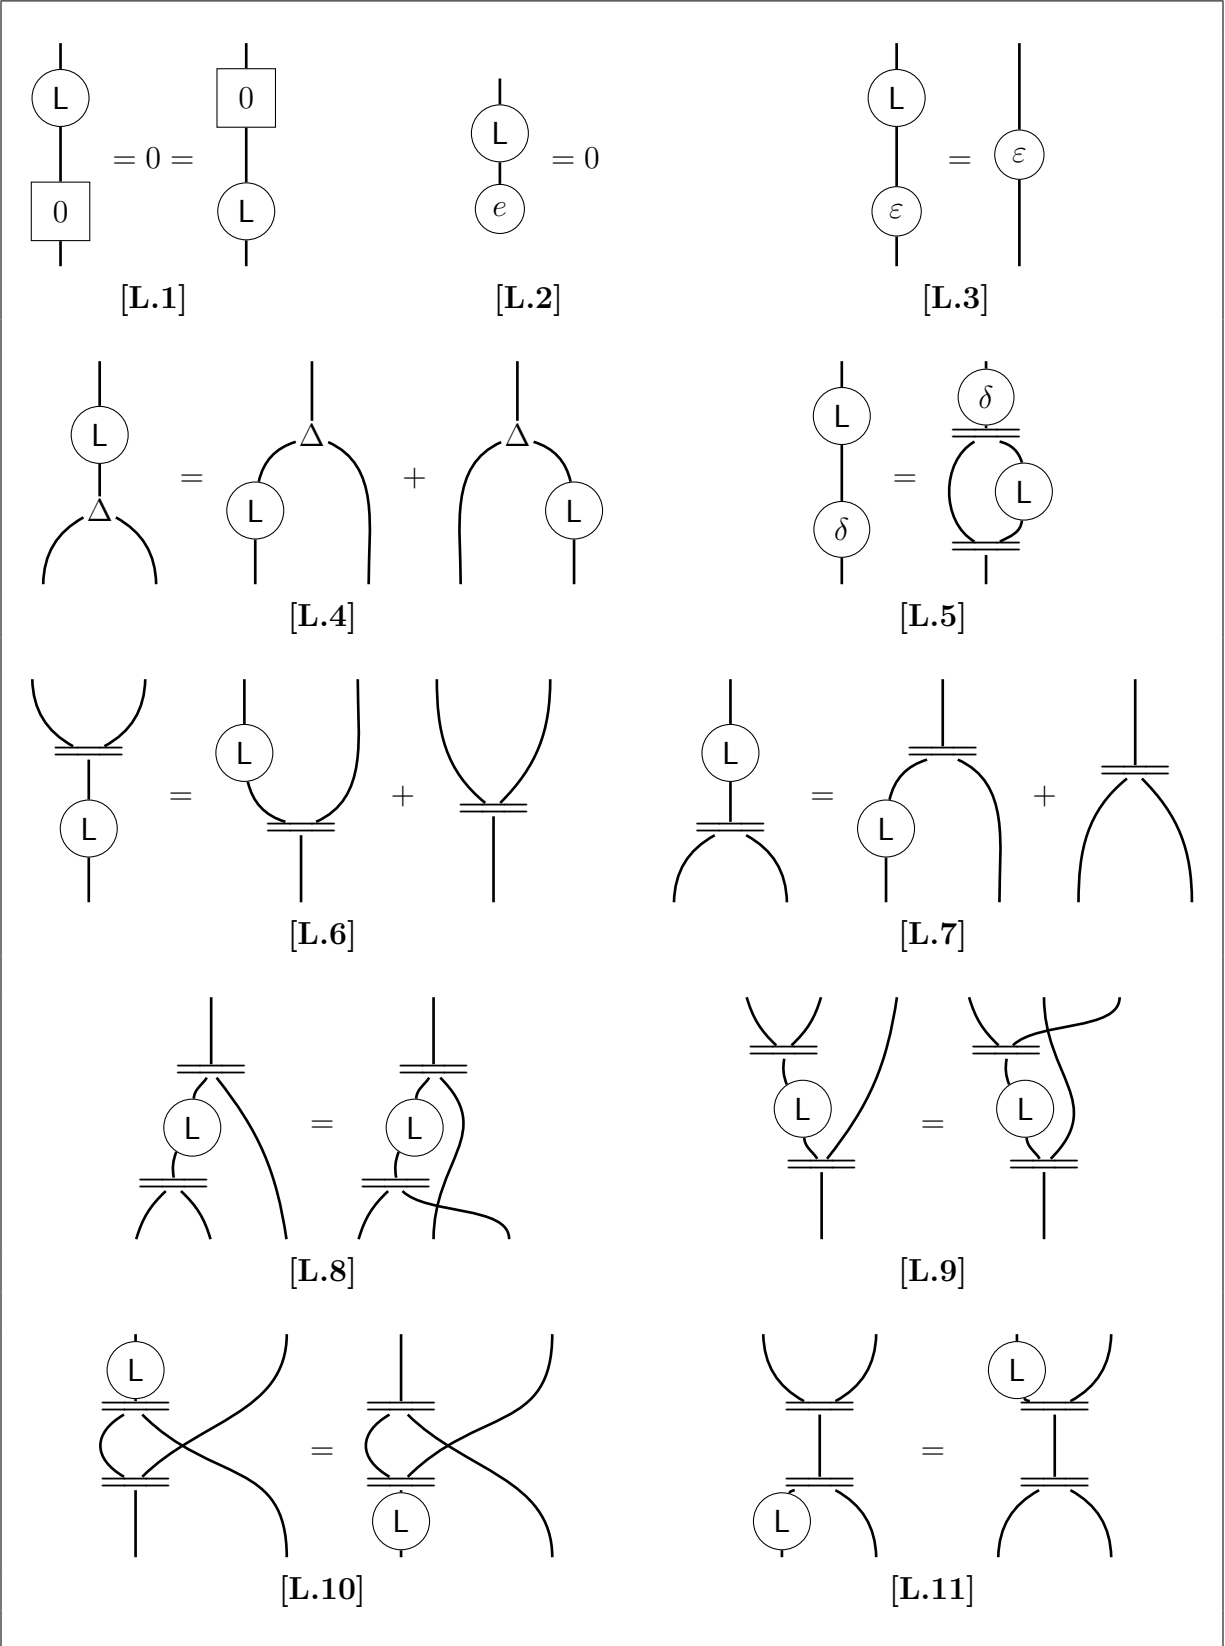 L 0 = 0 = 0 L L e = 0 L ε = ε
[L.1] [L.2] [L.3]
L Δ = Δ L + Δ L L δ = δ L
[L.4] [L.5]
L = L + L = L +
[L.6] [L.7]
L = L L = L
[L.8] [L.9]
L = L L = L
[L.10] [L.11]